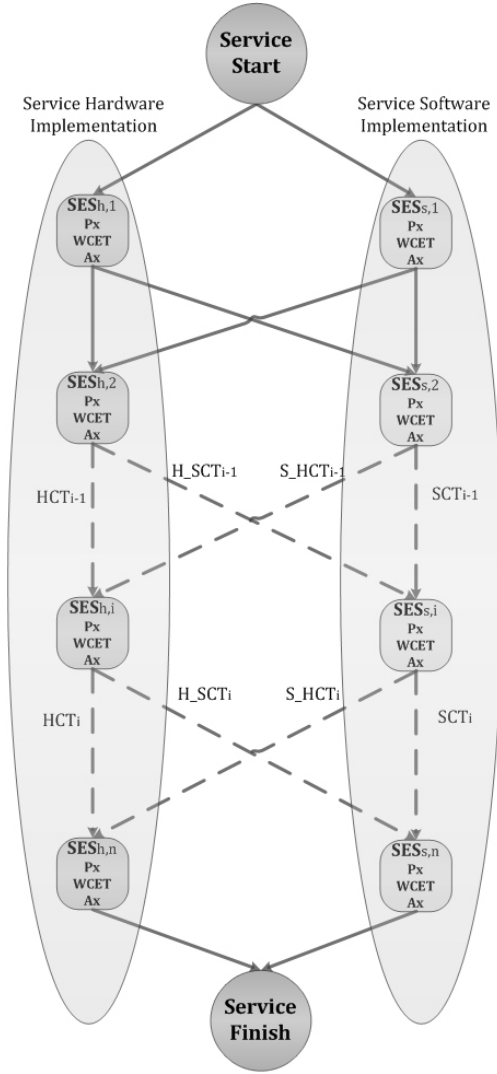 Service
Start
Service Hardware
Implementation
Service Software
Implementation
SESh,1
Px
WCET
Ax
SESs,1
Px
WCET
Ax
SESh,2
Px
WCET
Ax
SESs,2
Px
WCET
Ax
H_SCTi-1
S_HCTi-1
HCTi-1
SCTi-1
SESh,i
Px
WCET
Ax
SESs,i
Px
WCET
Ax
H_SCTi
S_HCTi
HCTi
SCTi
SESh,n
Px
WCET
Ax
SESs,n
Px
WCET
Ax
Service
Finish